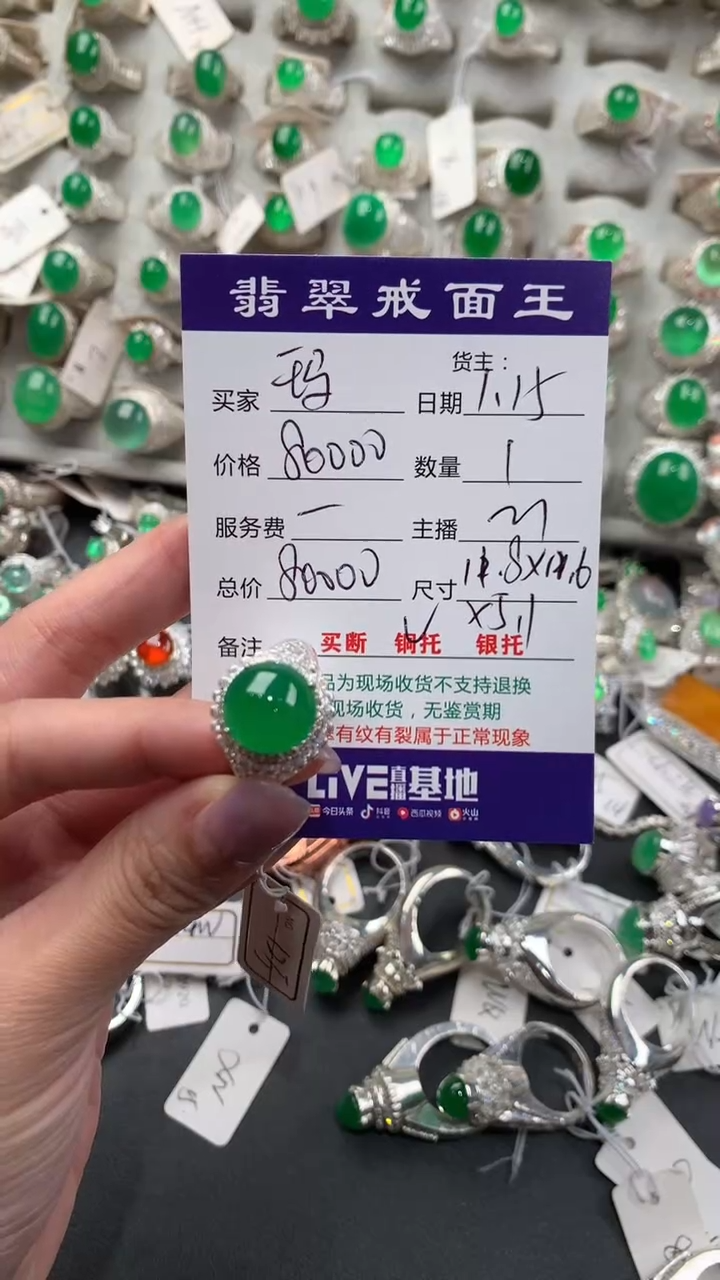 翡翠戒面王
货主：
买家 日期 1.15
价格 80000 数量 1
服务费 一 主播
总价 80000 尺寸 11.8X11.6
X5.1
备注 买断 铜托 银托
品为现场收货不支持退换
现场收货，无鉴赏期
有纹有裂属于正常现象
LIVE直播基地
今日头条 抖音 西瓜视频 火山